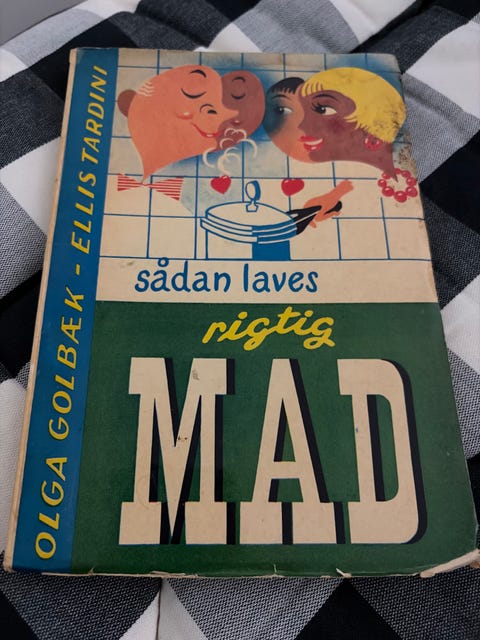 OLGA GOLBÆK - ELLIS TARDINI
sådan laves
rigtig
MAD